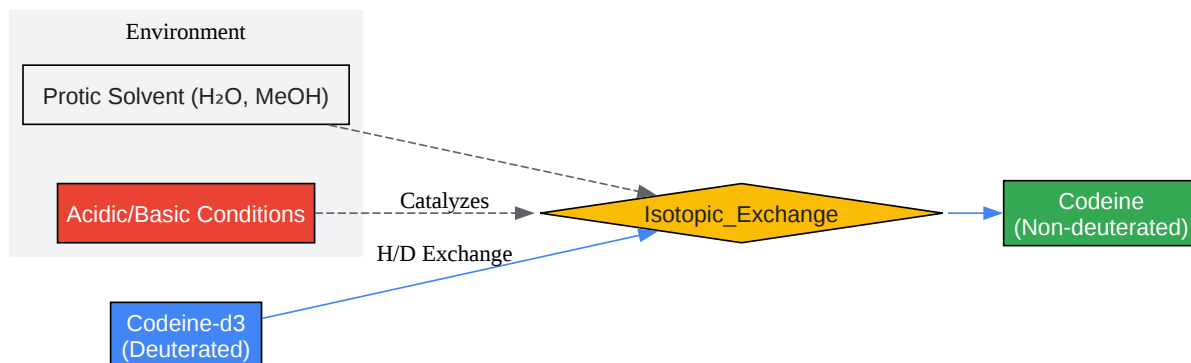 Environment
Protic Solvent (H₂O, MeOH)
Acidic/Basic Conditions
Catalyzes
Isotopic_Exchange
Codeine
(Non-deuterated)
H/D Exchange
Codeine-d3
(Deuterated)